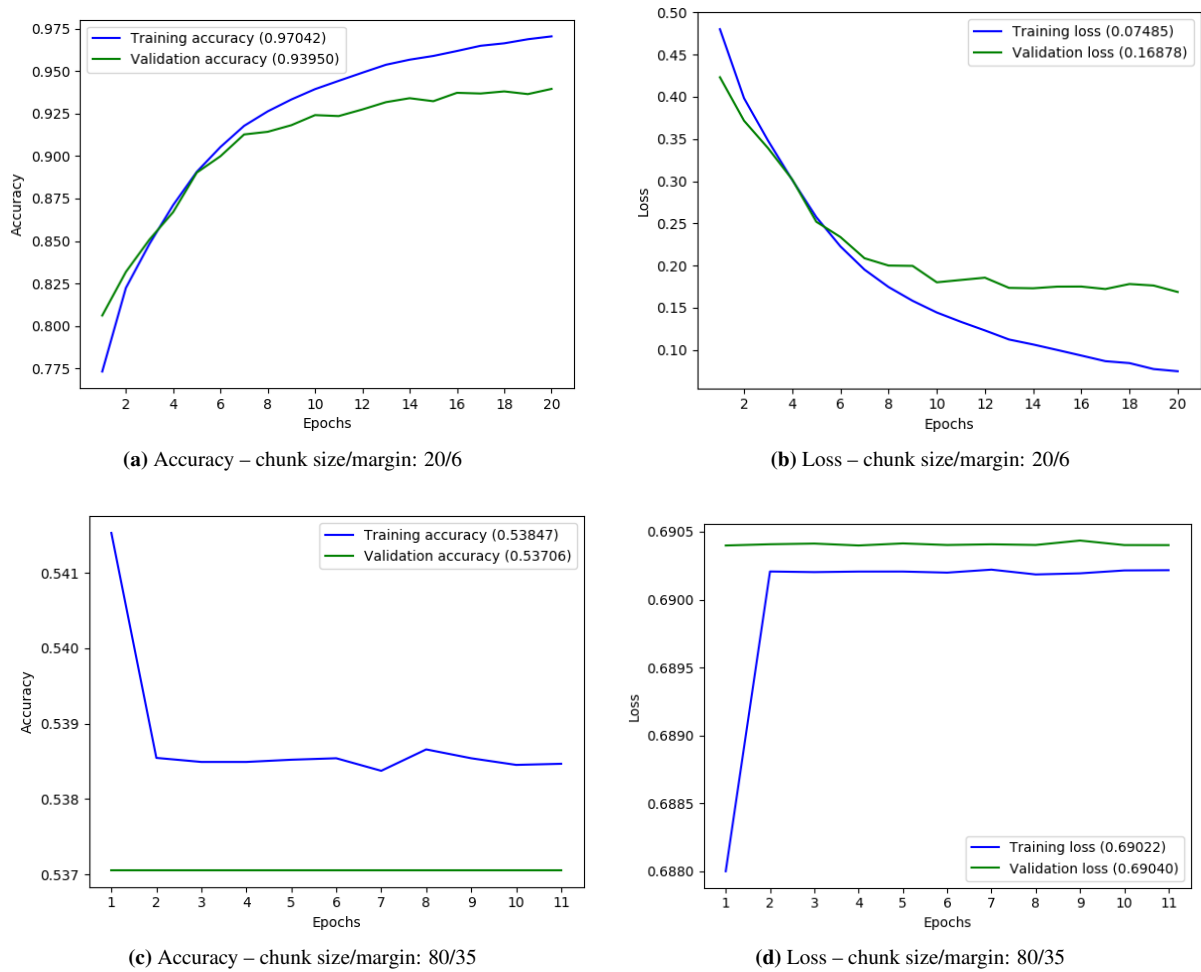 Training accuracy (0.97042)
Validation accuracy (0.93950)
0.975
0.950
0.925
0.900
0.875
0.850
0.825
0.800
0.775
Accuracy
2 4 6 8 10 12 14 16 18 20
Epochs
(a) Accuracy – chunk size/margin: 20/6
Training loss (0.07485)
Validation loss (0.16878)
0.50
0.45
0.40
0.35
0.30
0.25
0.20
0.15
0.10
Loss
2 4 6 8 10 12 14 16 18 20
Epochs
(b) Loss – chunk size/margin: 20/6
Training accuracy (0.53847)
Validation accuracy (0.53706)
0.541
0.540
0.539
0.538
0.537
Accuracy
1 2 3 4 5 6 7 8 9 10 11
Epochs
(c) Accuracy – chunk size/margin: 80/35
0.6905
0.6900
0.6895
0.6890
0.6885
0.6880
Loss
Training loss (0.69022)
Validation loss (0.69040)
1 2 3 4 5 6 7 8 9 10 11
Epochs
(d) Loss – chunk size/margin: 80/35